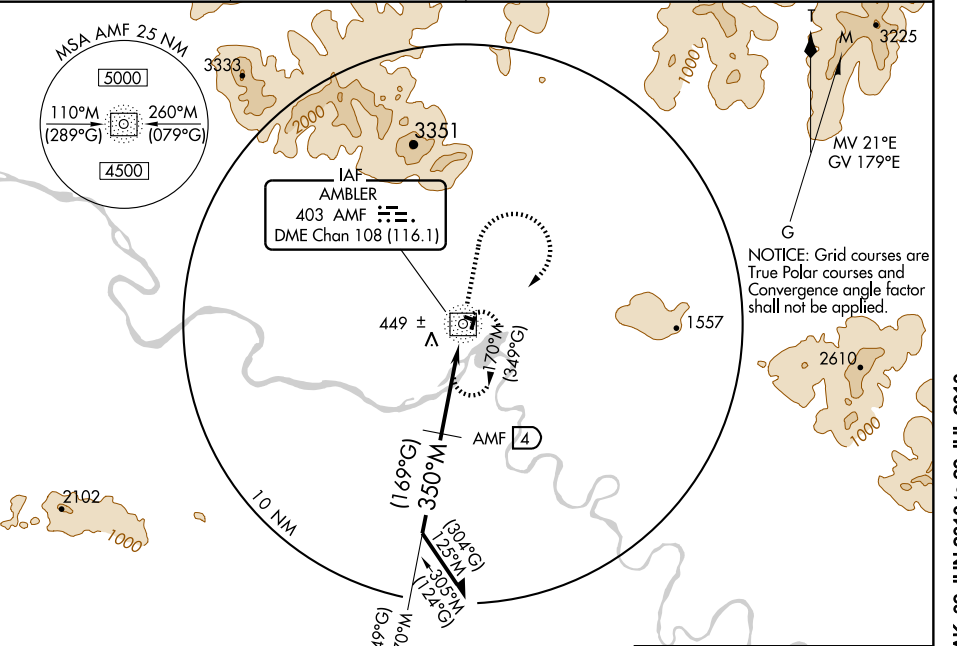 MSA AMF 25 NM
5000
110°M
(289°G)
260°M
(079°G)
4500
3333
2000
3351
1000
T
M
3225
MV 21°E
GV 179°E
G
NOTICE: Grid courses are
True Polar courses and
Convergence angle factor
shall not be applied.
IAF
AMBLER
403 AMF
DME Chan 108 (116.1)
449 ±
170°M
(349°G)
1557
2610
1000
AMF 4
(169°G)
350°M
10 NM
2102
1000
(304°G)
125°M
305°M
(124°G)
49°G)
70°M